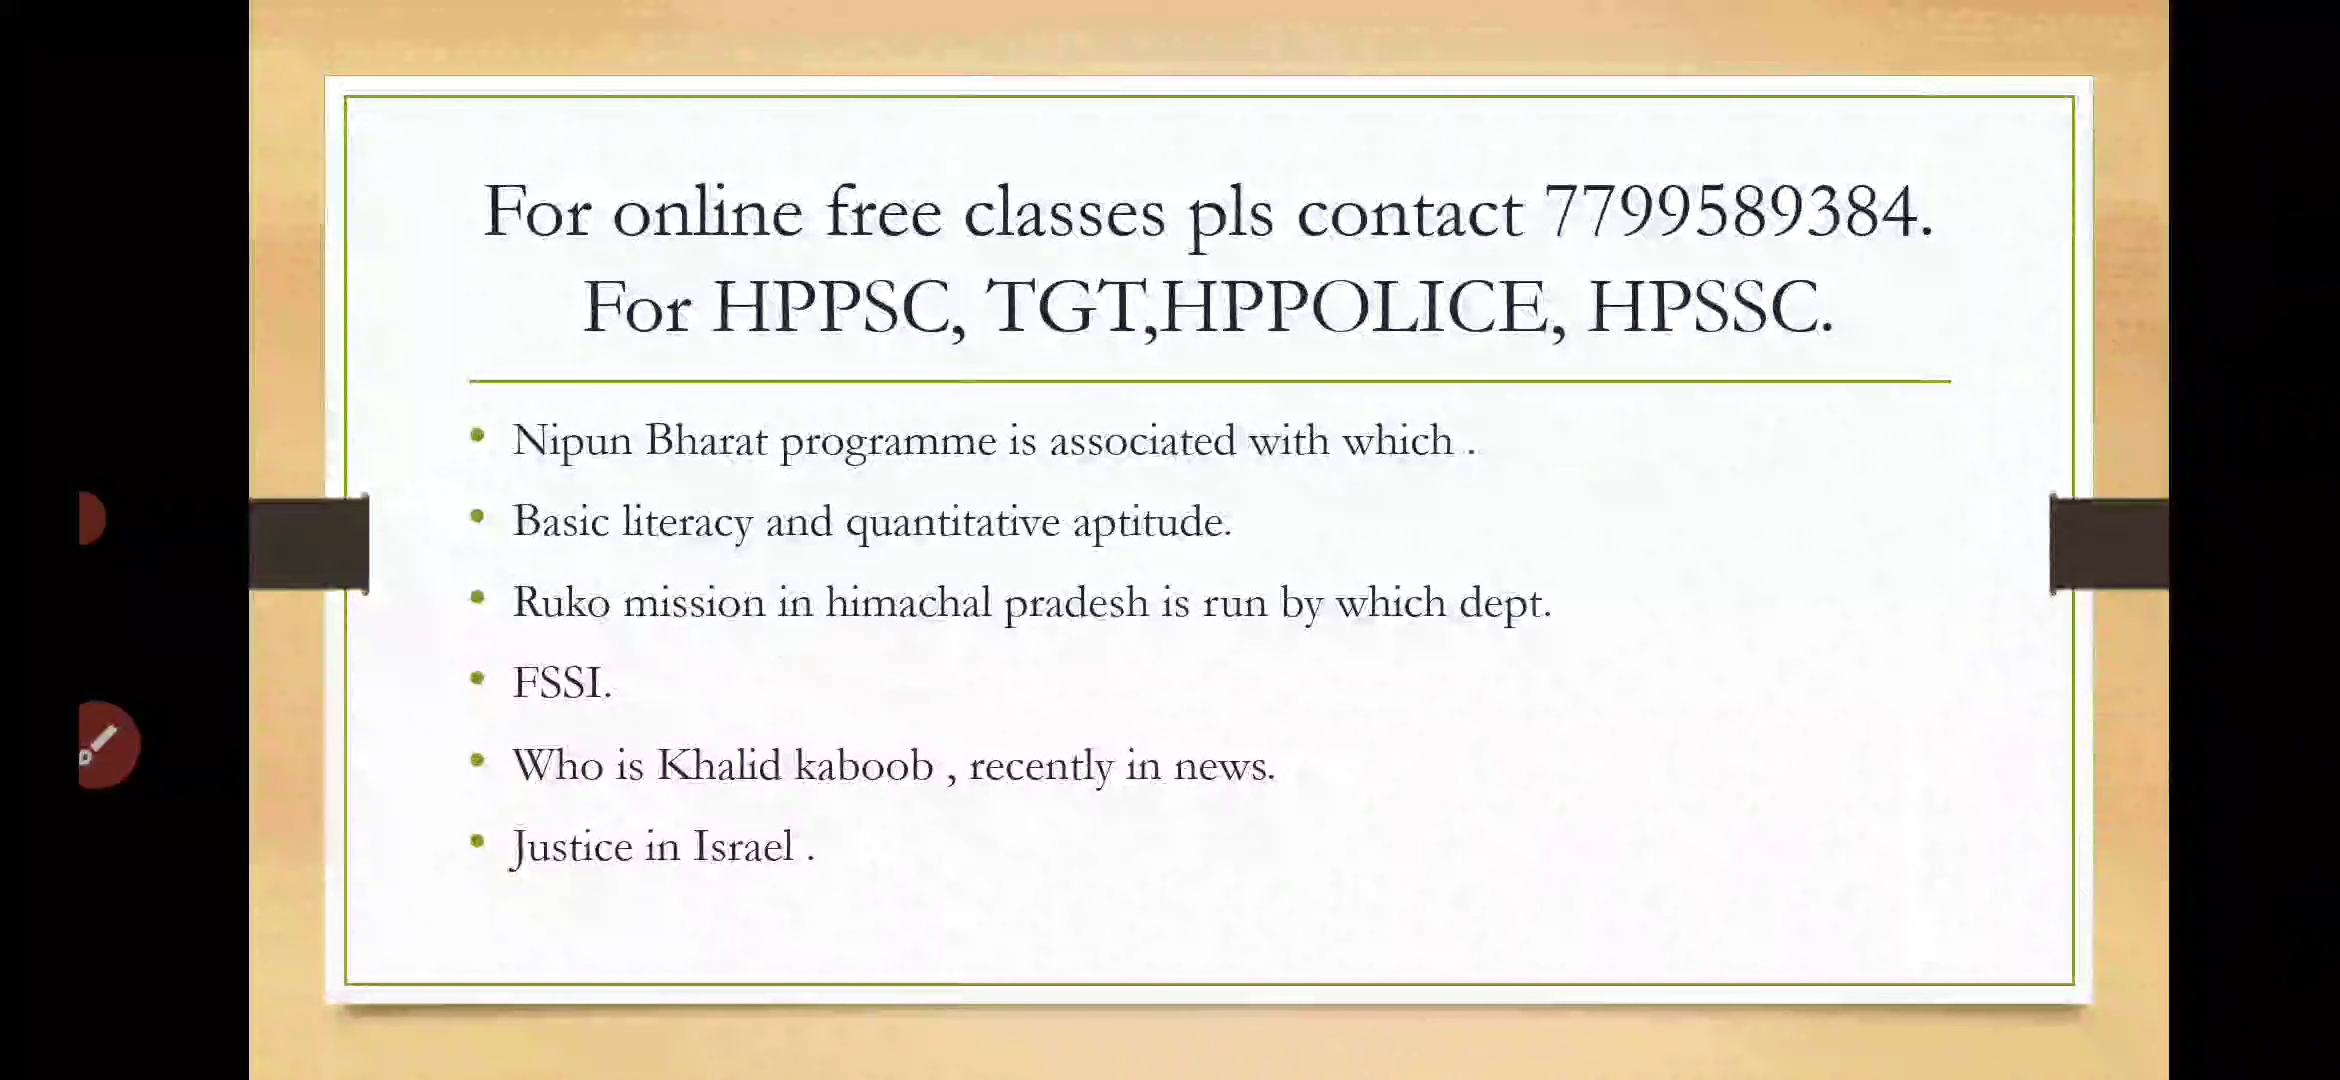 For online free classes pls contact 7799589384.
For HPPSC, TGT,HPPOLICE, HPSSC.
• Nipun Bharat programme is associated with which .
• Basic literacy and quantitative aptitude.
• Ruko mission in himachal pradesh is run by which dept.
• FSSI.
• Who is Khalid kaboob , recently in news.
• Justice in Israel .